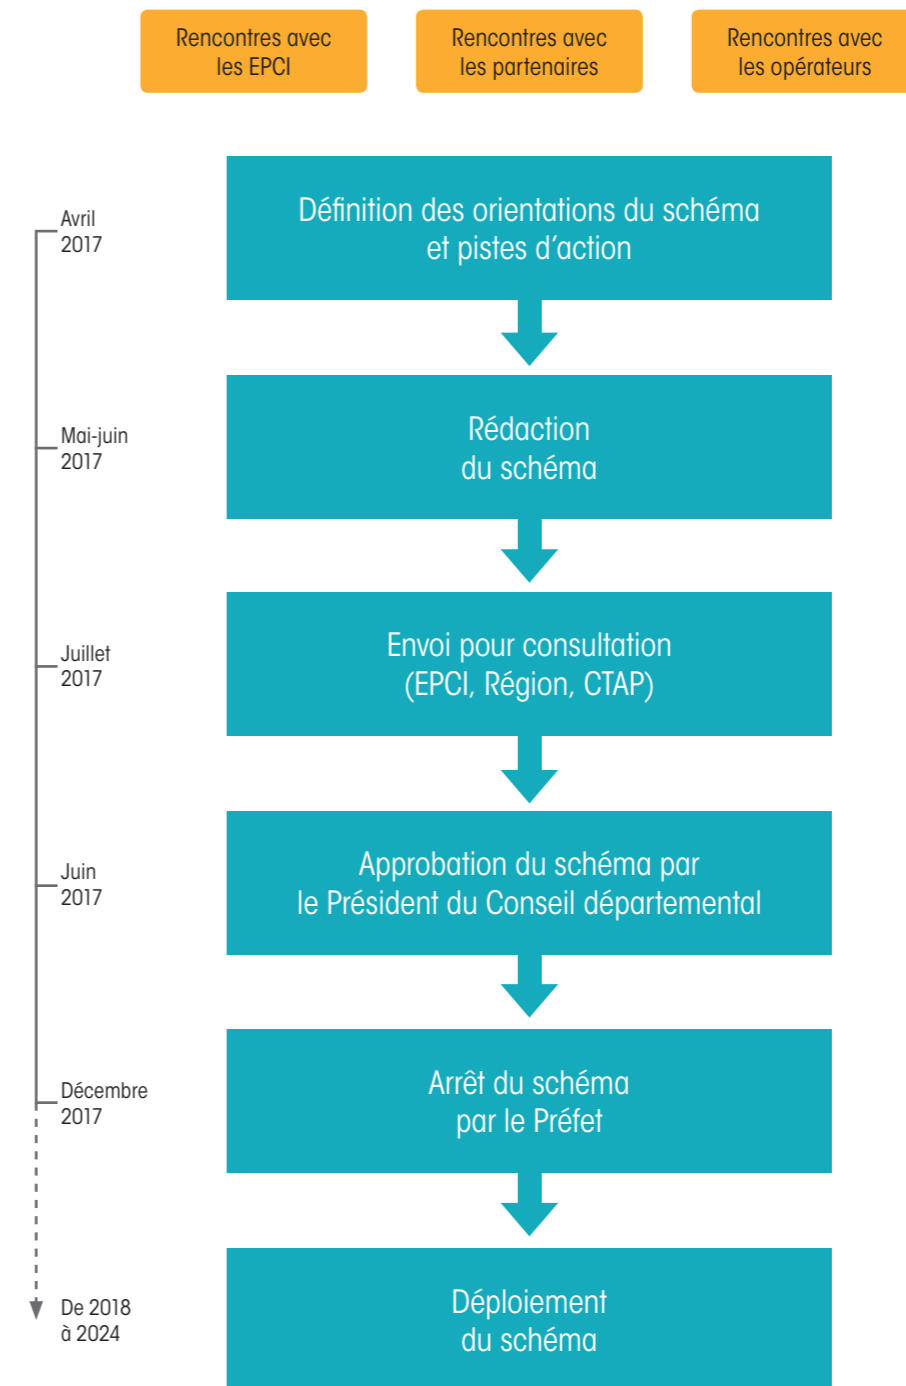 Rencontres avec
les EPCI
Rencontres avec
les partenaires
Rencontres avec
les opérateurs
Avril
2017
Définition des orientations du schéma
et pistes d’action
Mai-juin
2017
Rédaction
du schéma
Juillet
2017
Envoi pour consultation
(EPCI, Région, CTAP)
Juin
2017
Approbation du schéma par
le Président du Conseil départemental
Décembre
2017
Arrêt du schéma
par le Préfet
De 2018
à 2024
Déploiement
du schéma